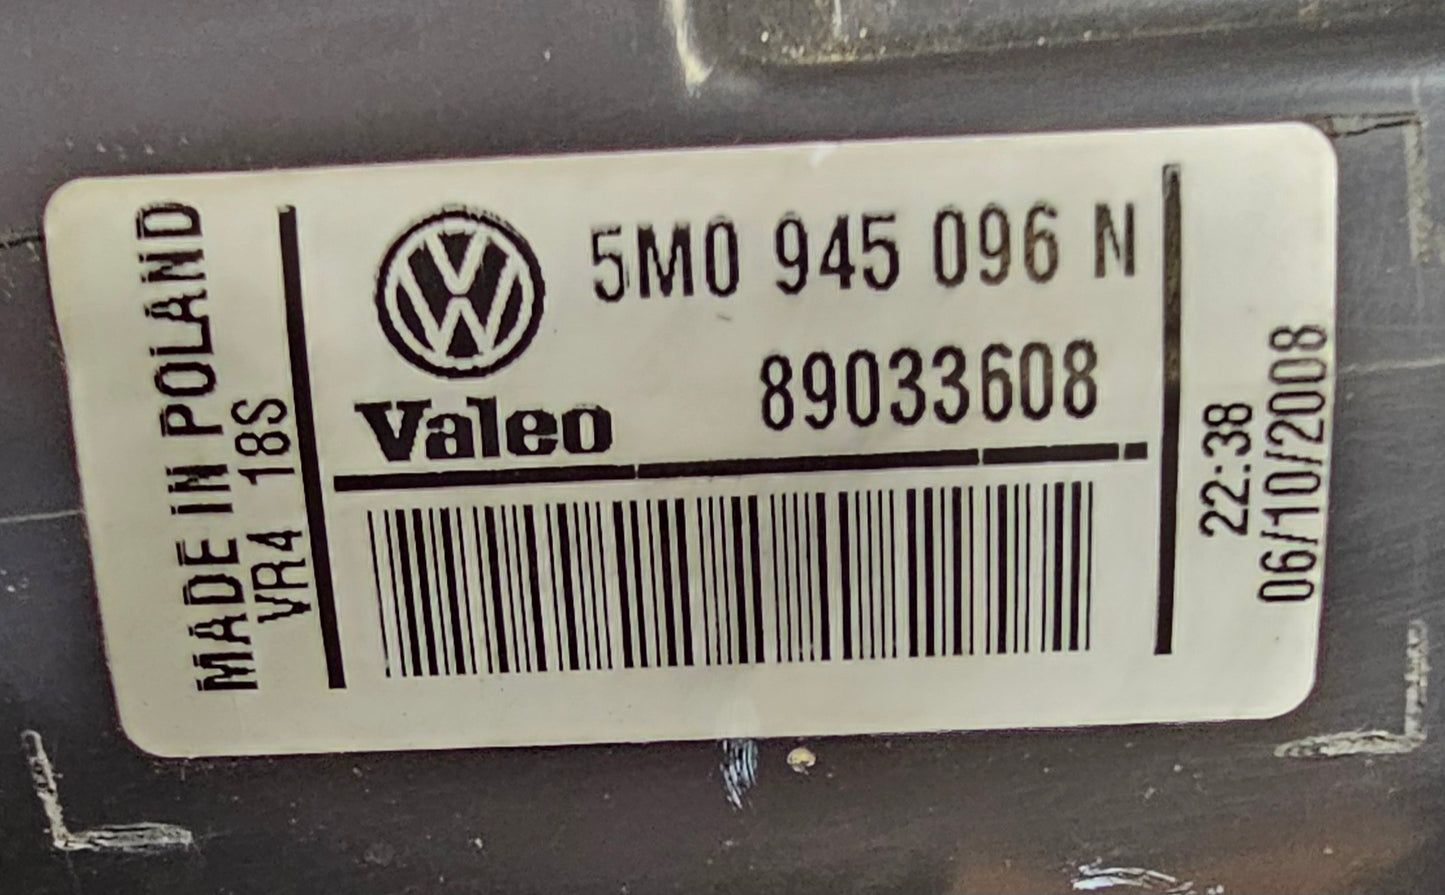 MADE IN POLAND
VR4 18S
5M0 945 096 N
89033608
Valeo
22:38
06/10/2008